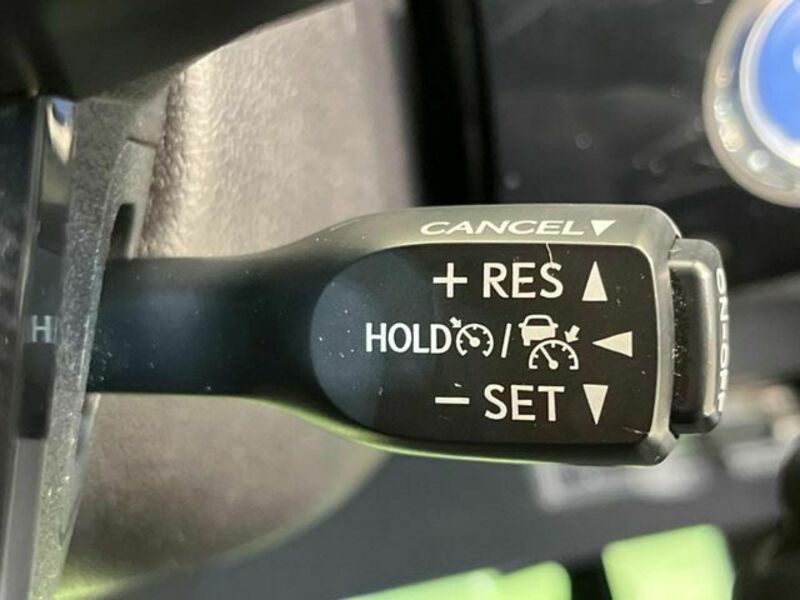 CANCEL▼
+ RES ▲
HOLD / ◀
- SET ▼
ON-OFF